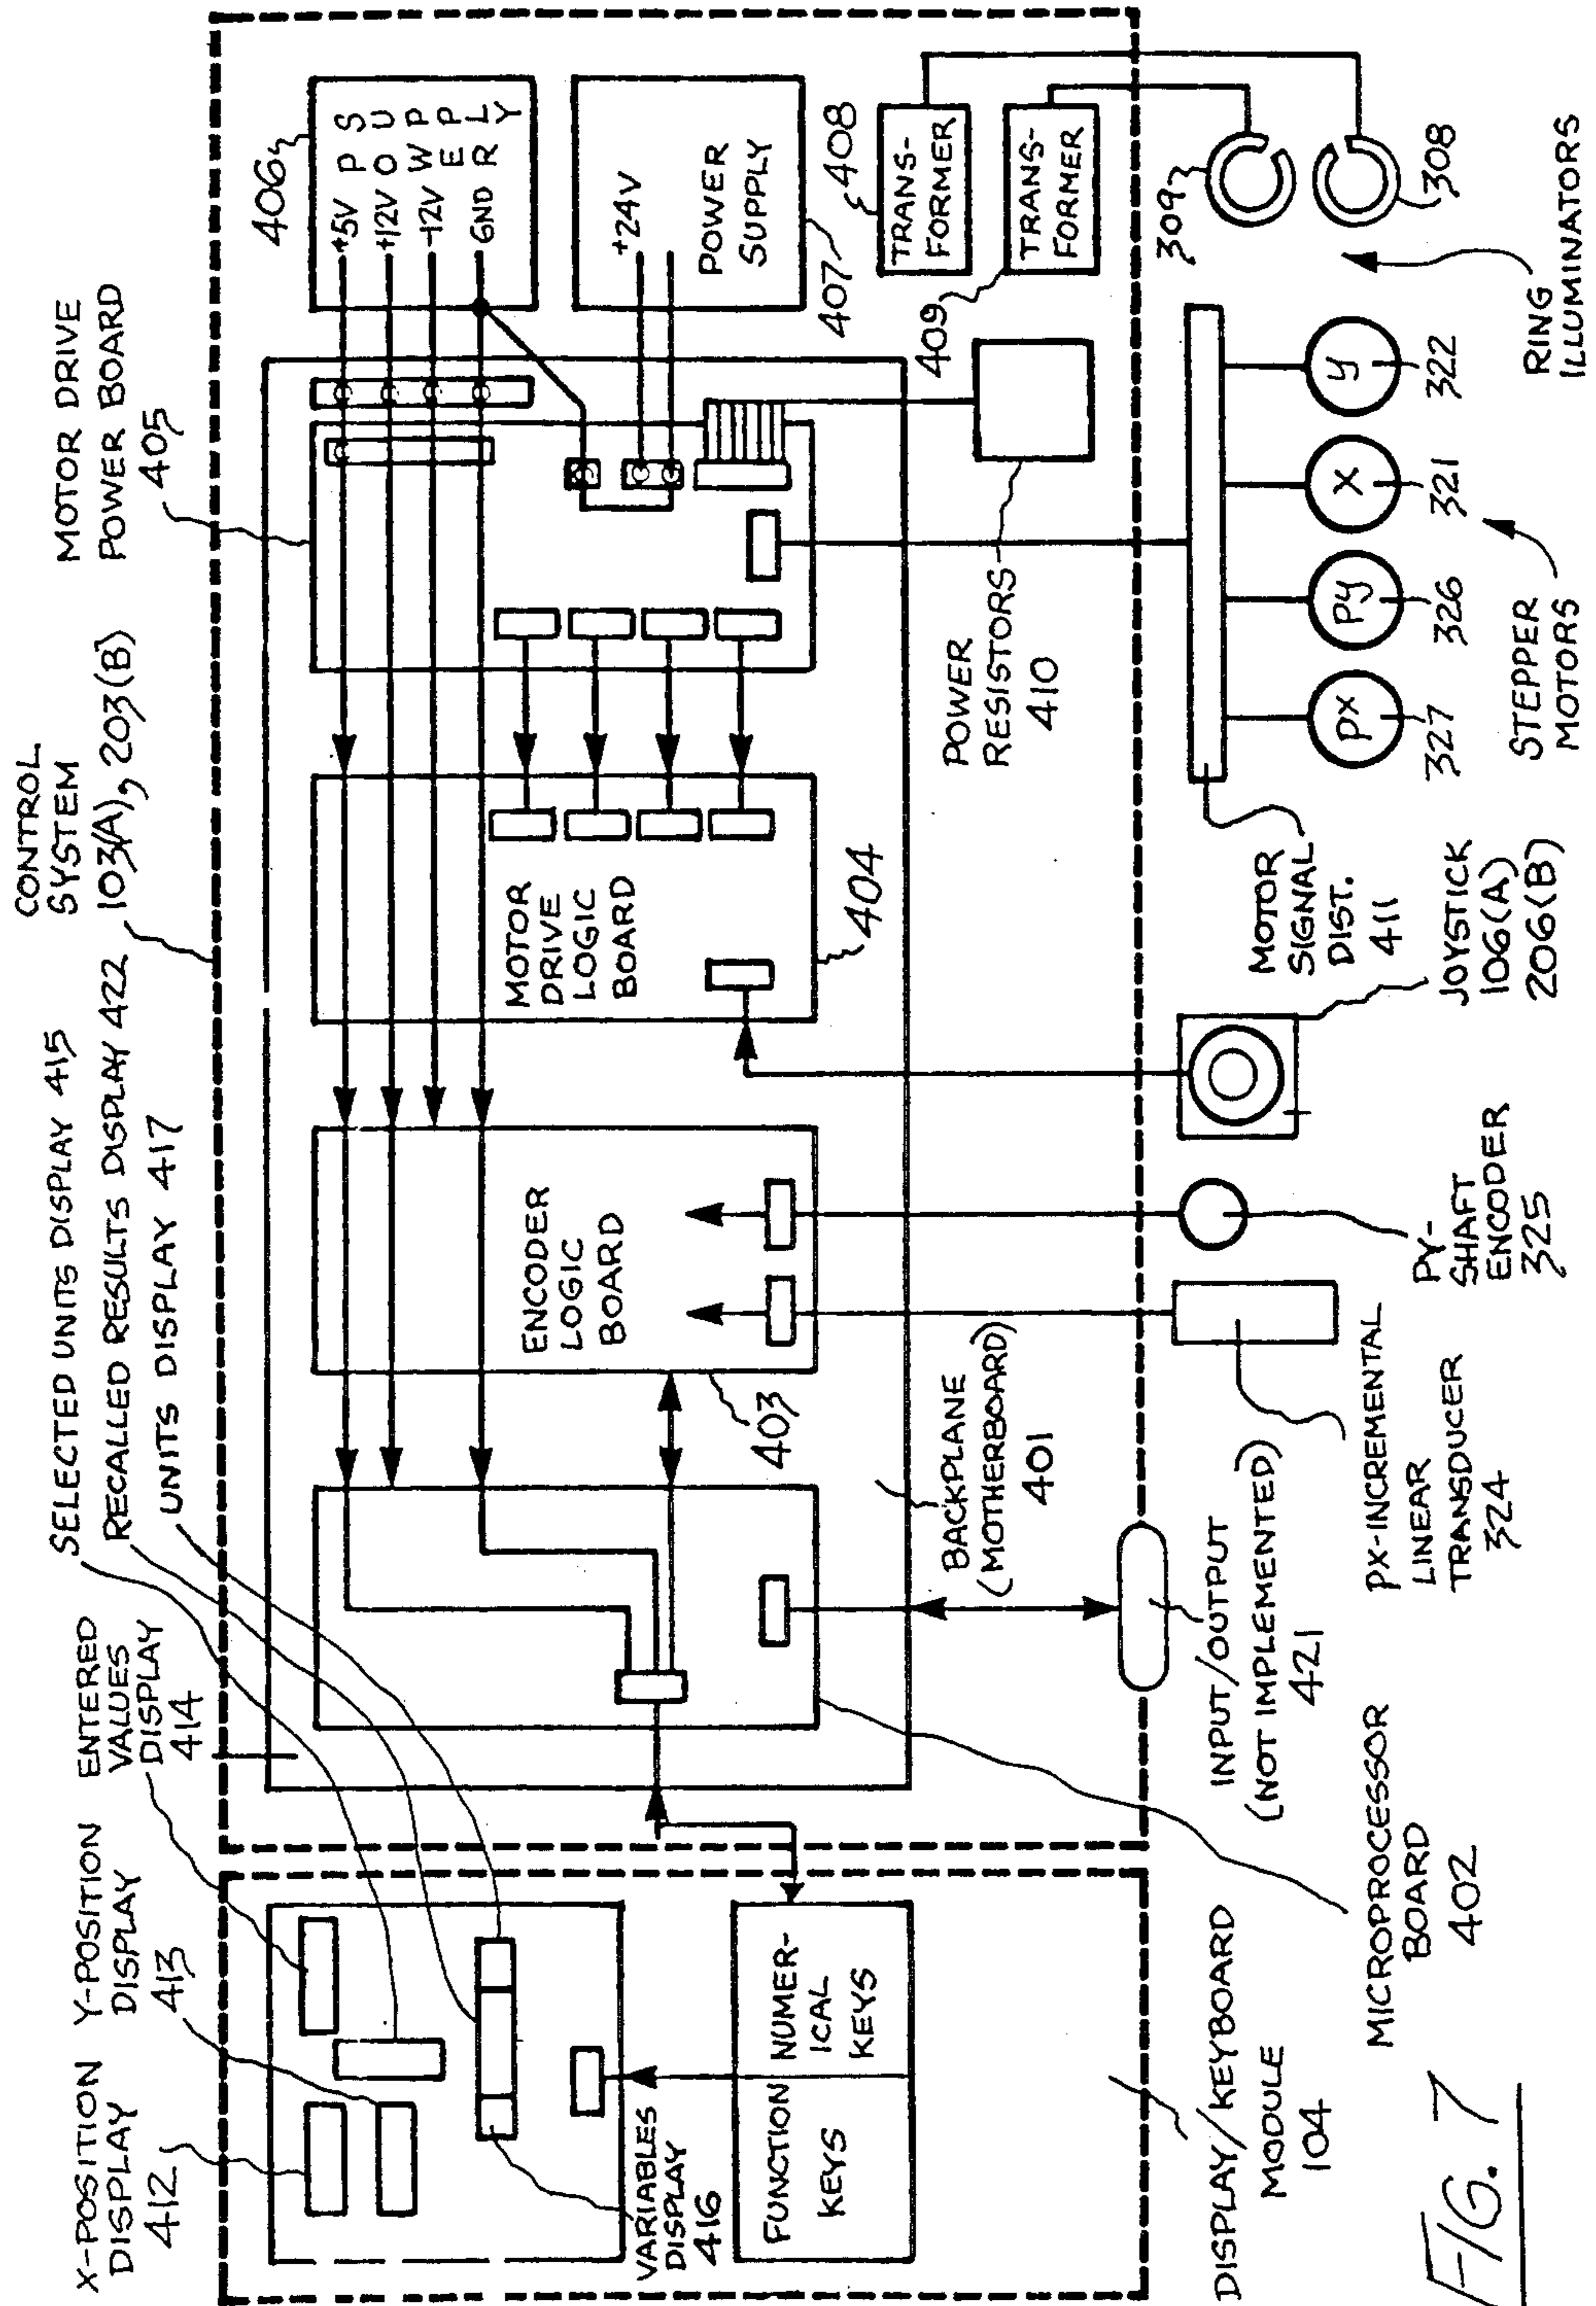 CONTROL
SYSTEM
103(A), 203(B)
MOTOR DRIVE
POWER BOARD
405
SELECTED UNITS DISPLAY 415
RECALLED RESULTS DISPLAY 422
UNITS DISPLAY 417
X-POSITION
DISPLAY
412
Y-POSITION
DISPLAY
413
ENTERED
VALUES
DISPLAY
414
406
+5V
+12V
-12V
GND
POWER
SUPPLY
+24V
POWER
SUPPLY
407
408
TRANS-
FORMER
409
TRANS-
FORMER
MOTOR
DRIVE
LOGIC
BOARD
404
ENCODER
LOGIC
BOARD
403
VARIABLES
DISPLAY
416
FUNCTION
KEYS
NUMER-
ICAL
KEYS
BACKPLANE
(MOTHERBOARD)
401
POWER
RESISTORS
410
309
308
RING
ILLUMINATORS
PX
327
PY
326
X
321
Y
322
STEPPER
MOTORS
MOTOR
SIGNAL
DIST.
411
JOYSTICK
106(A)
206(B)
PY-
SHAFT
ENCODER
325
PX-INCREMENTAL
LINEAR
TRANSDUCER
324
INPUT/OUTPUT
(NOT IMPLEMENTED)
421
MICROPROCESSOR
BOARD
402
DISPLAY/KEYBOARD
MODULE
104
FIG. 7